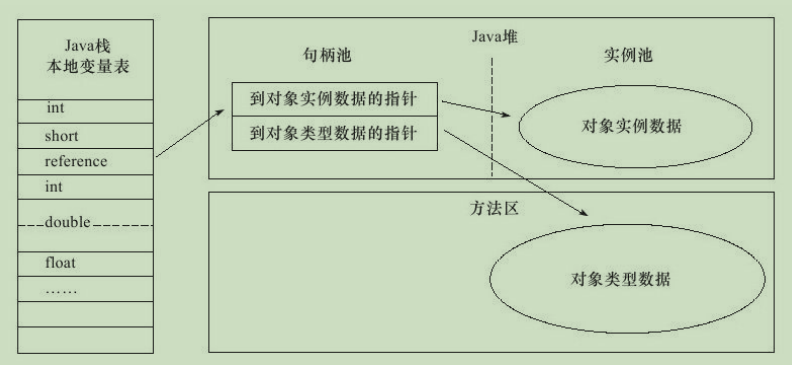 Java栈
本地变量表
int
short
reference
int
double
float
……
Java堆
句柄池
实例池
到对象实例数据的指针
到对象类型数据的指针
对象实例数据
方法区
对象类型数据